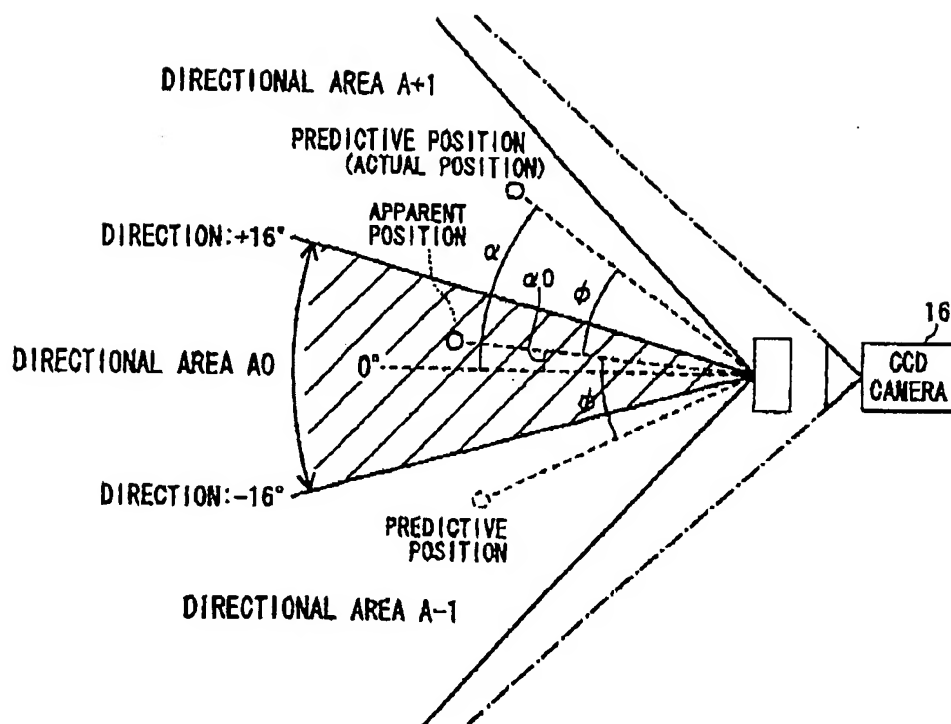 DIRECTIONAL AREA A+1
PREDICTIVE POSITION
(ACTUAL POSITION)
APPARENT
POSITION
DIRECTION:+16°
α
α0
φ
16
CCD
CAMERA
DIRECTIONAL AREA A0
0°
φ
DIRECTION:-16°
PREDICTIVE
POSITION
DIRECTIONAL AREA A-1